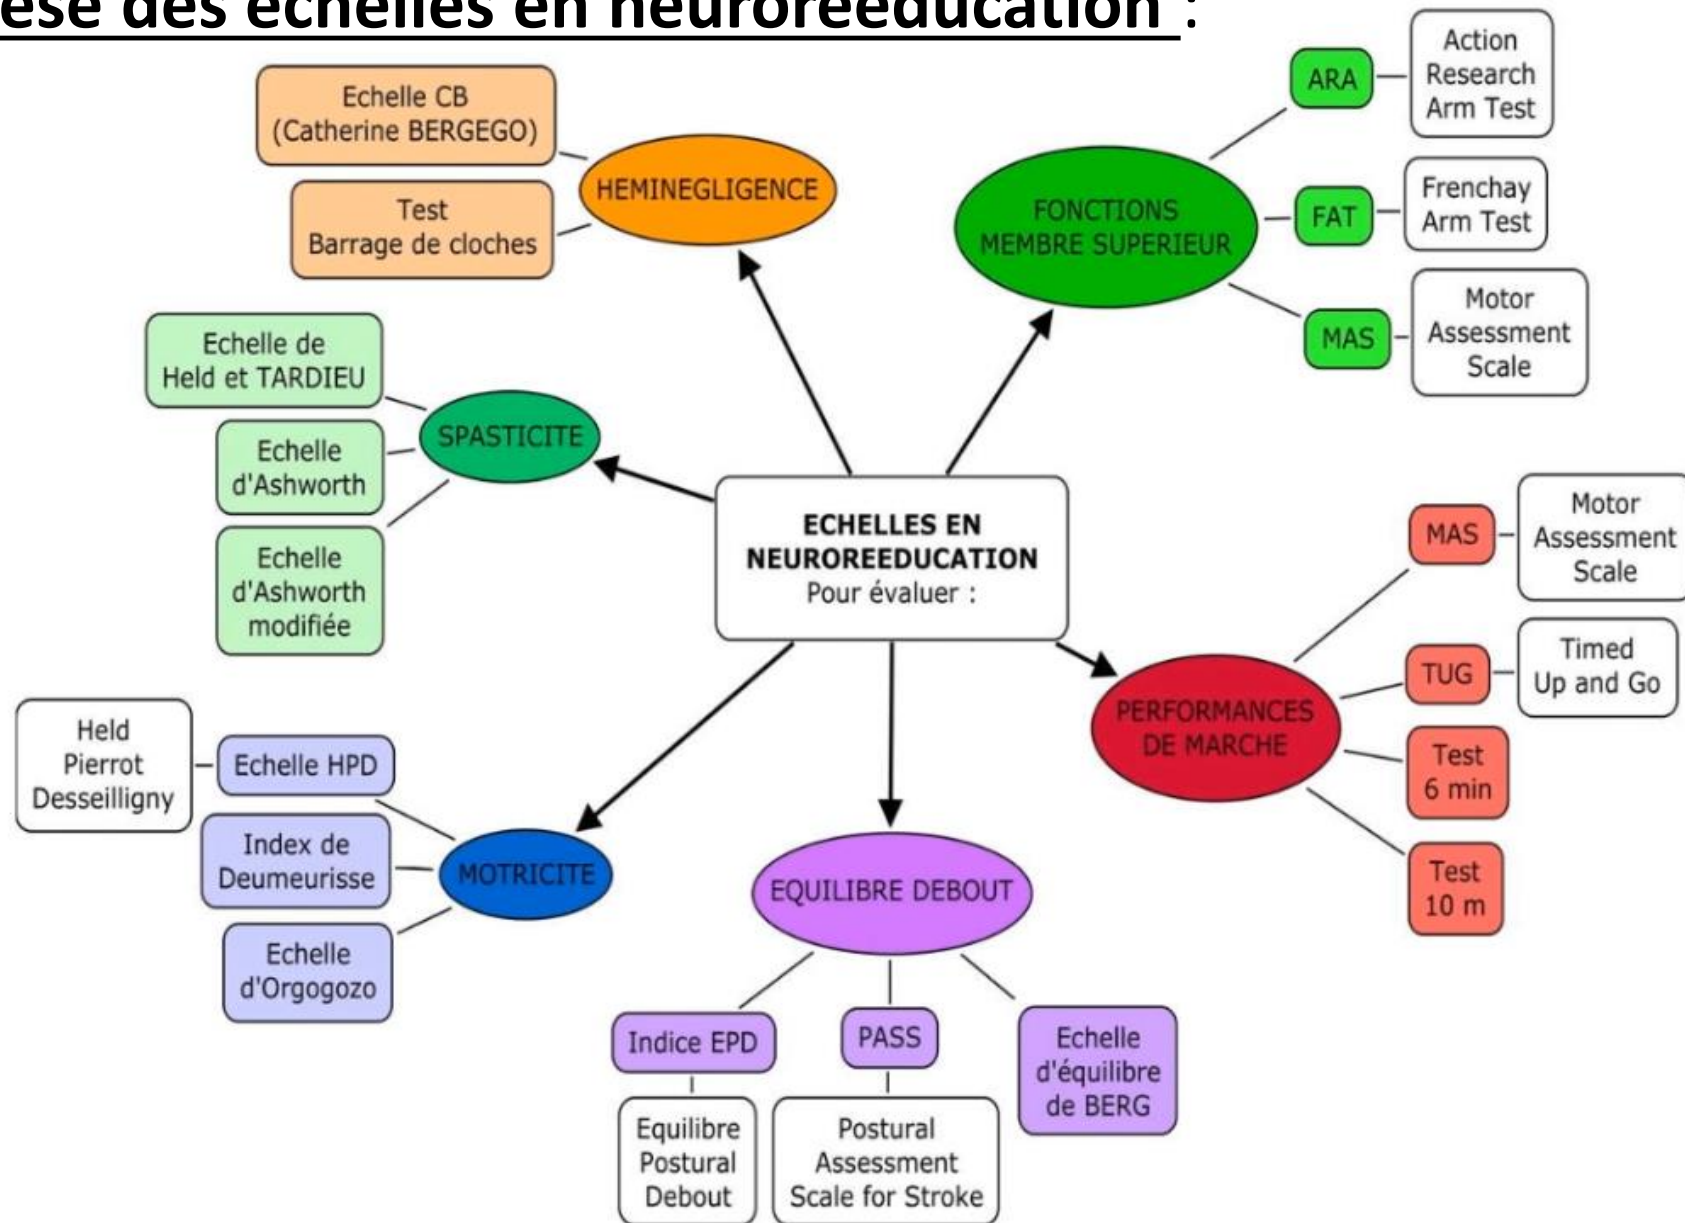 des échelles en neurorééducation :
Echelle CB
(Catherine BERGEGO)
Test
Barrage de cloches
HEMINEGLIGENCE
FONCTIONS
MEMBRE SUPERIEUR
ARA
Action
Research
Arm Test
FAT
Frenchay
Arm Test
MAS
Motor
Assessment
Scale
Echelle de
Held et TARDIEU
Echelle
d'Ashworth
Echelle
d'Ashworth
modifiée
SPASTICITE
ECHELLES EN
NEUROREEDUCATION
Pour évaluer :
MAS
Motor
Assessment
Scale
TUG
Timed
Up and Go
Test
6 min
Test
10 m
PERFORMANCES
DE MARCHE
Held
Pierrot
Desseilligny
Echelle HPD
Index de
Deumeurisse
Echelle
d'Orgogozo
MOTRICITE
EQUILIBRE DEBOUT
Indice EPD
Equilibre
Postural
Debout
PASS
Postural
Assessment
Scale for Stroke
Echelle
d'équilibre
de BERG